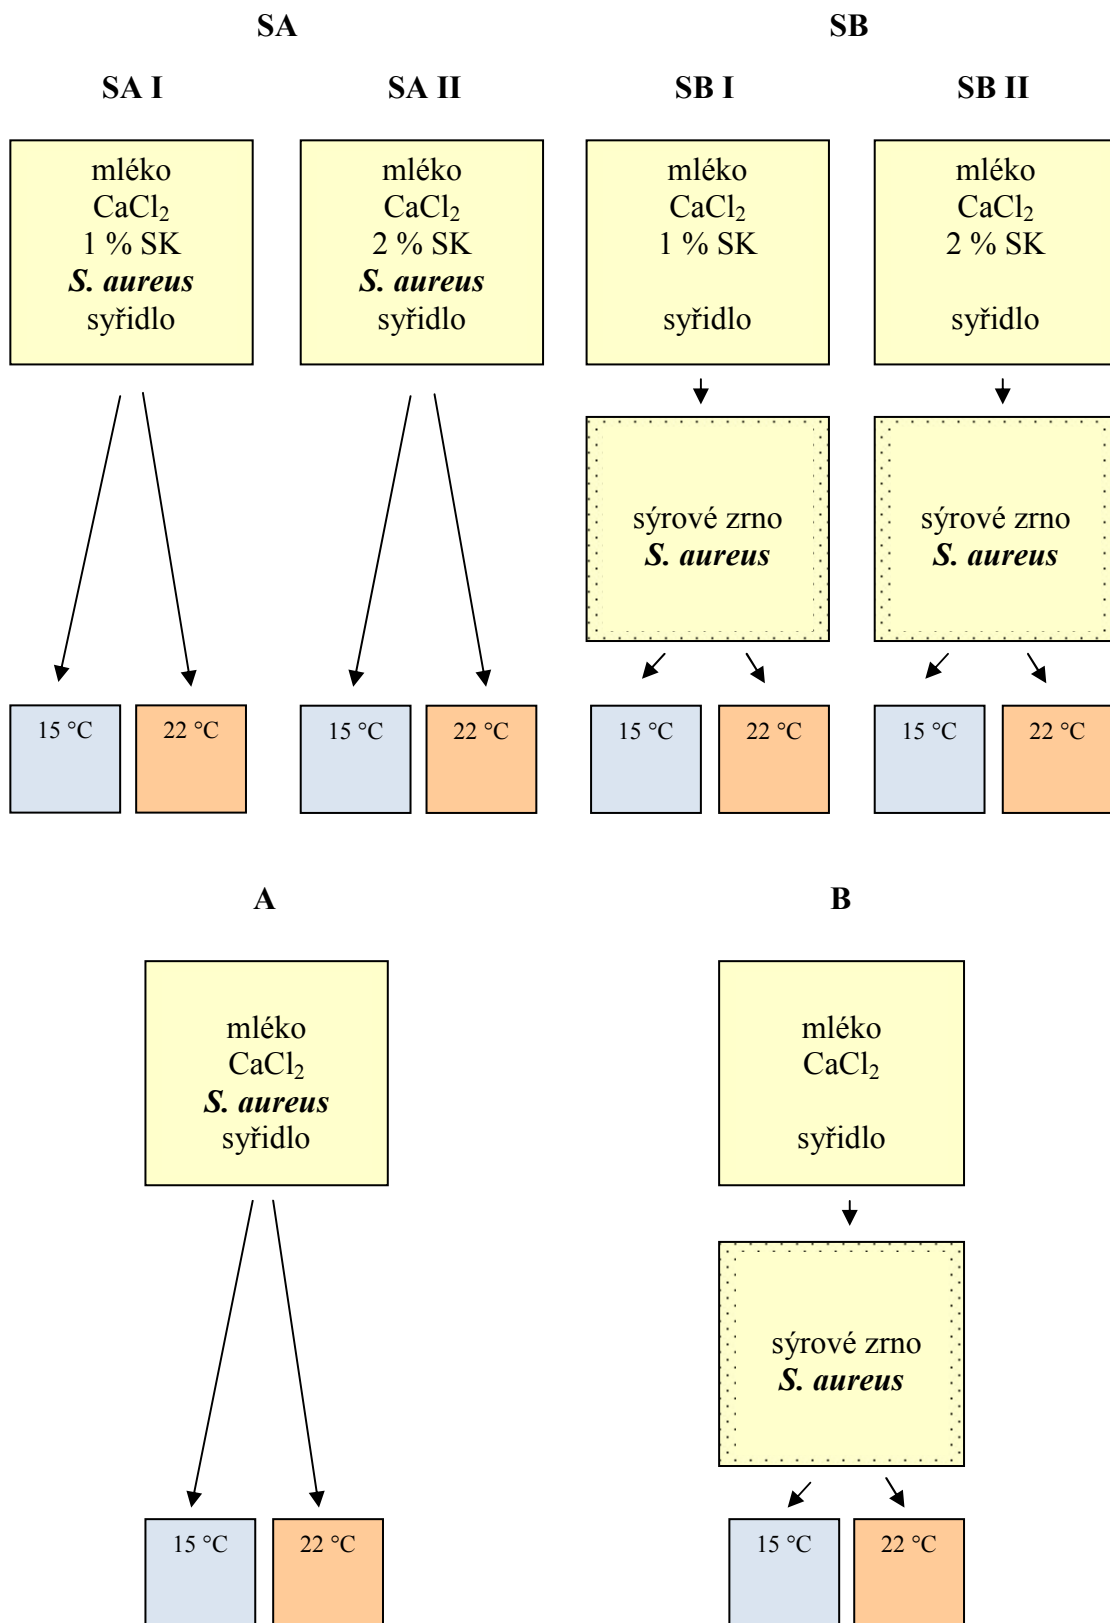 SA
SB
SA I
SA II
SB I
SB II
mléko
CaCl₂
1 % SK
S. aureus
syřidlo
mléko
CaCl₂
2 % SK
S. aureus
syřidlo
mléko
CaCl₂
1 % SK
syřidlo
mléko
CaCl₂
2 % SK
syřidlo
sýrové zrno
S. aureus
sýrové zrno
S. aureus
15 °C
22 °C
15 °C
22 °C
15 °C
22 °C
15 °C
22 °C
A
B
mléko
CaCl₂
S. aureus
syřidlo
mléko
CaCl₂
syřidlo
sýrové zrno
S. aureus
15 °C
22 °C
15 °C
22 °C